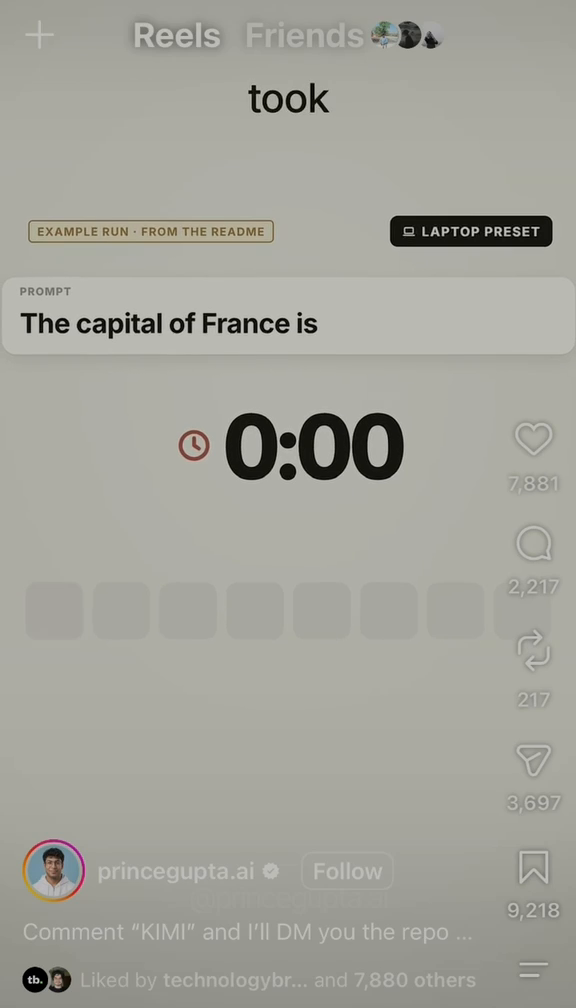 Reels Friends
took
EXAMPLE RUN · FROM THE README
LAPTOP PRESET
PROMPT
The capital of France is
0:00
7,881
2,217
217
3,697
princegupta.ai Follow
@princegupta.ai
9,218
Comment “KIMI” and I’ll DM you the repo ...
tb.
Liked by technologybr... and 7,880 others